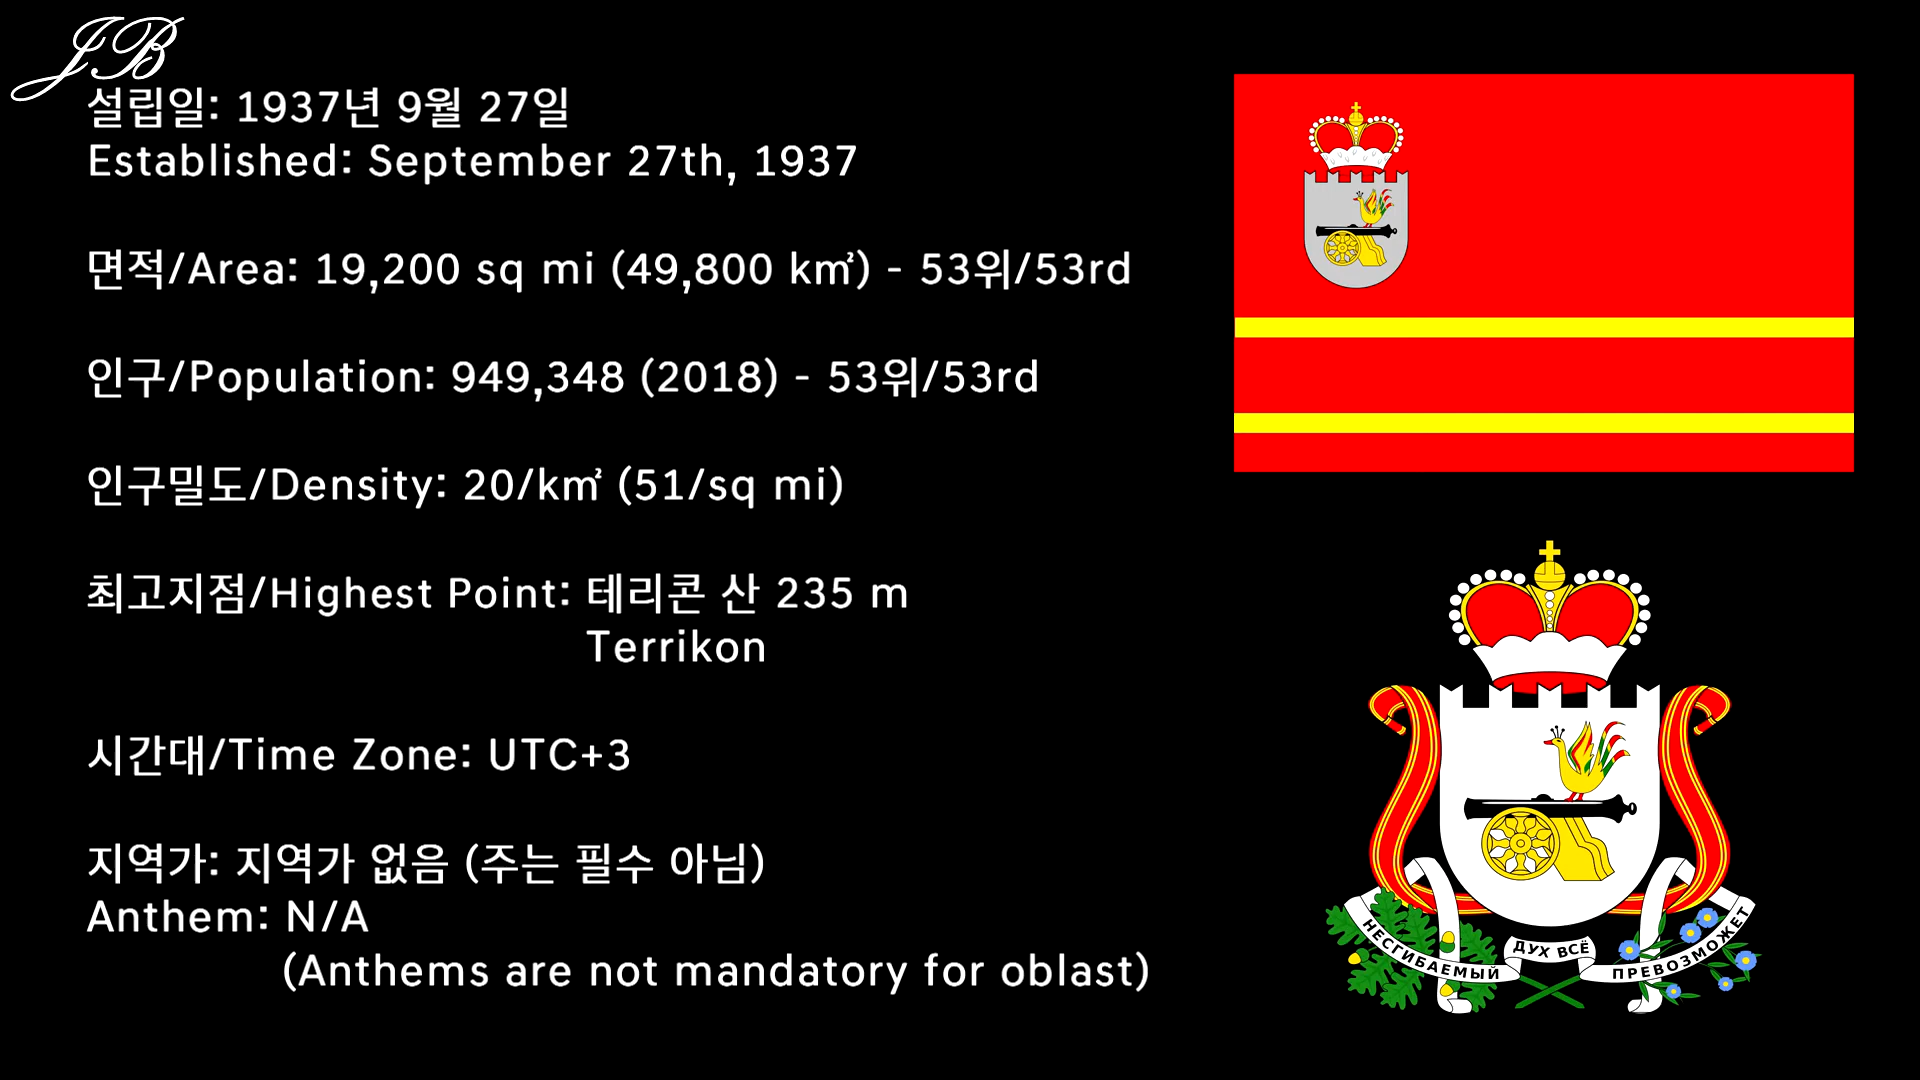 JB
설립일: 1937년 9월 27일
Established: September 27th, 1937
면적/Area: 19,200 sq mi (49,800 km²) - 53위/53rd
인구/Population: 949,348 (2018) - 53위/53rd
인구밀도/Density: 20/km² (51/sq mi)
최고지점/Highest Point: 테리콘 산 235 m
Terrikon
시간대/Time Zone: UTC+3
지역가: 지역가 없음 (주는 필수 아님)
Anthem: N/A
(Anthems are not mandatory for oblast)
НЕСГИБАЕМЫЙ ДУХ ВСЁ ПРЕВОЗМОЖЕТ